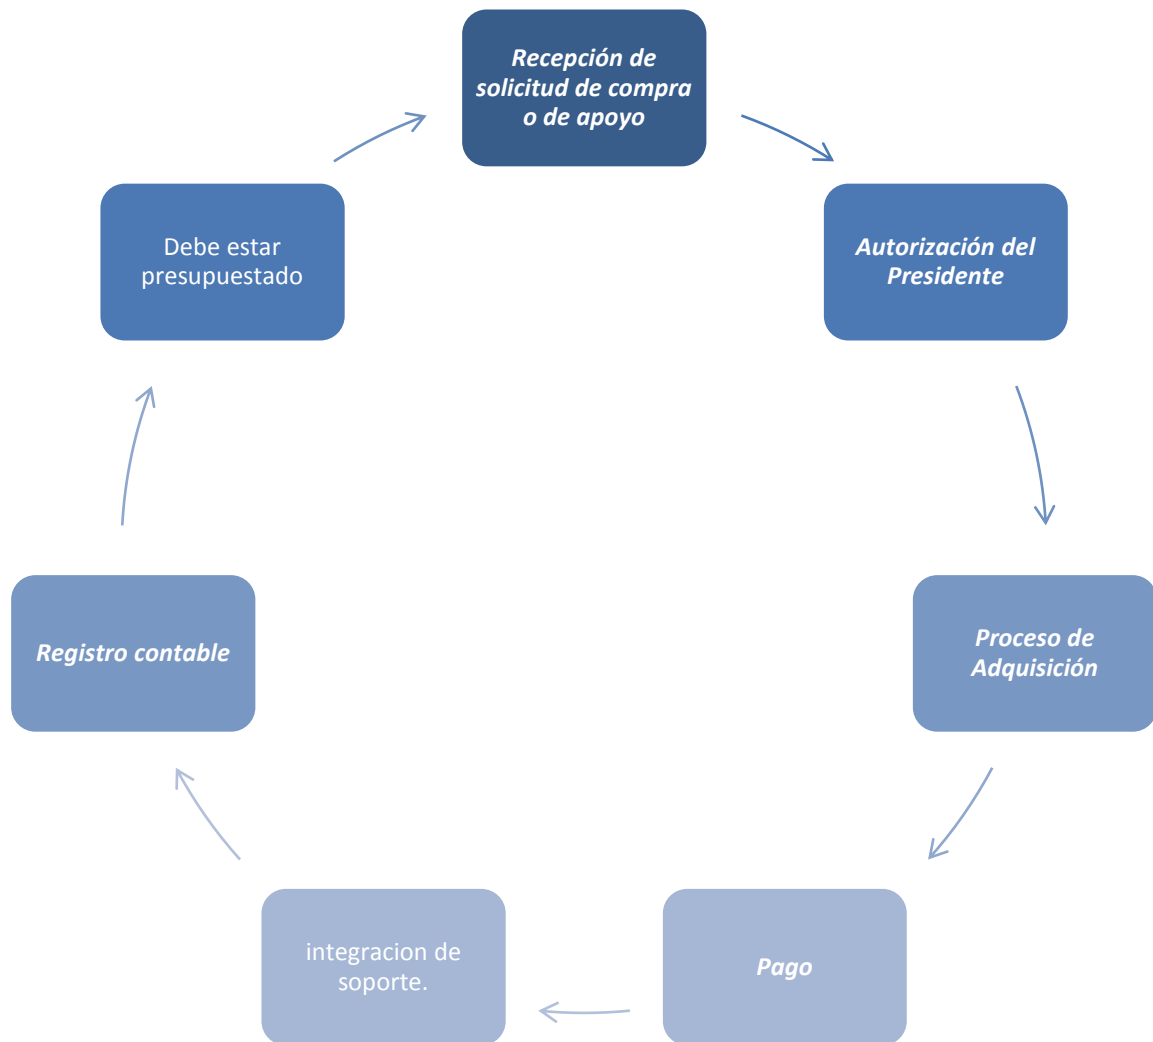 Recepción de
solicitud de compra
o de apoyo
Autorización del
Presidente
Proceso de
Adquisición
Pago
integracion de
soporte.
Registro contable
Debe estar
presupuestado